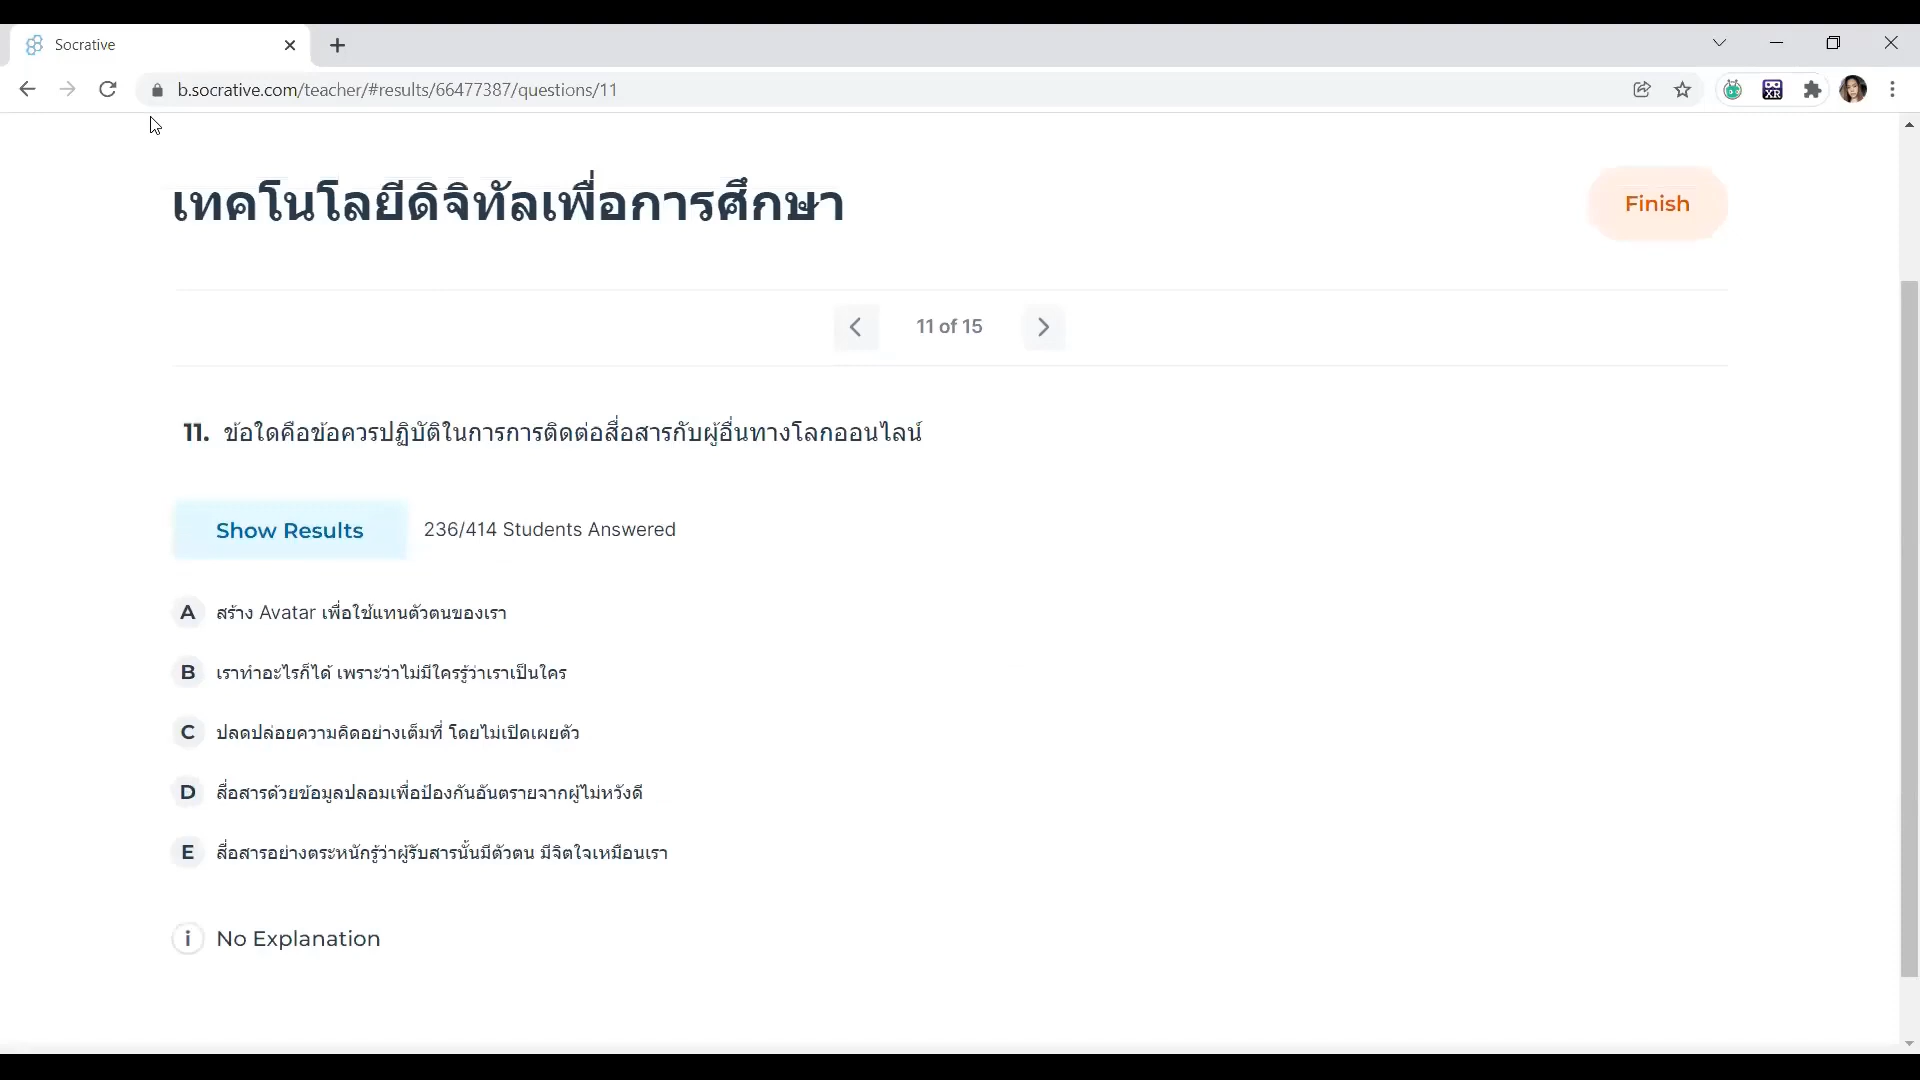 Socrative
b.socrative.com/teacher/#results/66477387/questions/11
XR
เทคโนโลยีดิจิทัลเพื่อการศึกษา
Finish
11 of 15
11. ข้อใดคือข้อควรปฏิบัติในการการติดต่อสื่อสารกับผู้อื่นทางโลกออนไลน์
Show Results 236/414 Students Answered
A สร้าง Avatar เพื่อใช้แทนตัวตนของเรา
B เราทำอะไรก็ได้ เพราะว่าไม่มีใครรู้ว่าเราเป็นใคร
C ปลดปล่อยความคิดอย่างเต็มที่ โดยไม่เปิดเผยตัว
D สื่อสารด้วยข้อมูลปลอมเพื่อป้องกันอันตรายจากผู้ไม่หวังดี
E สื่อสารอย่างตระหนักรู้ว่าผู้รับสารนั้นมีตัวตน มีจิตใจเหมือนเรา
i No Explanation